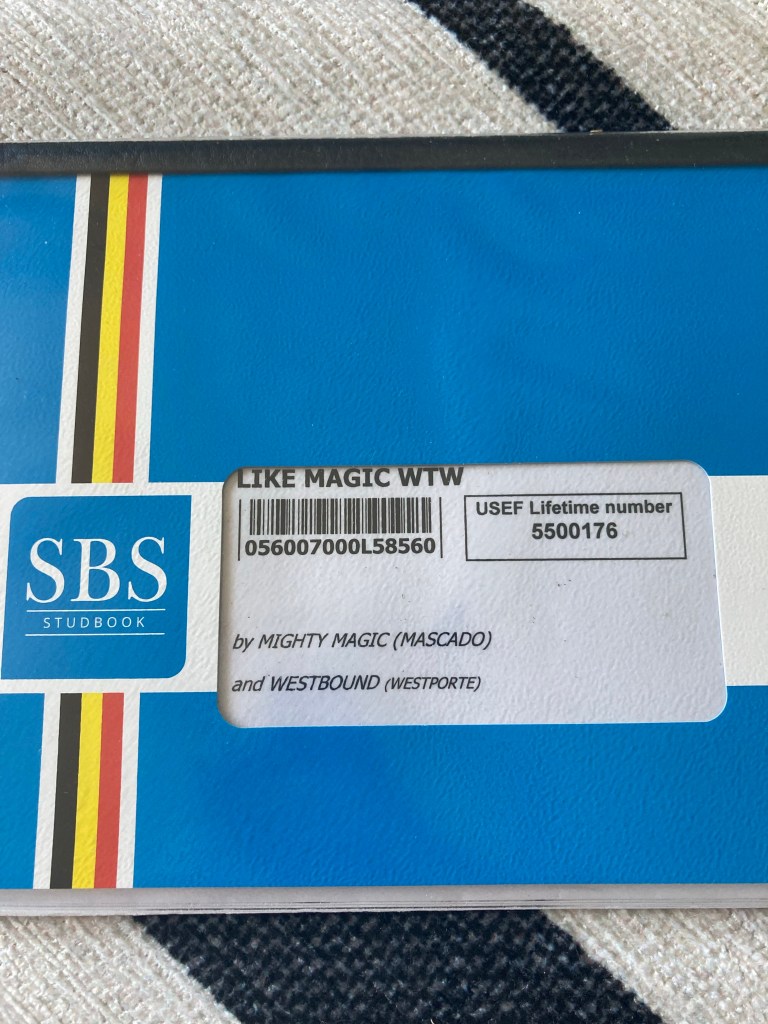 LIKE MAGIC WTW
056007000L58560
USEF Lifetime number
5500176
SBS
STUDBOOK
by MIGHTY MAGIC (MASCADO)
and WESTBOUND (WESTPORTE)